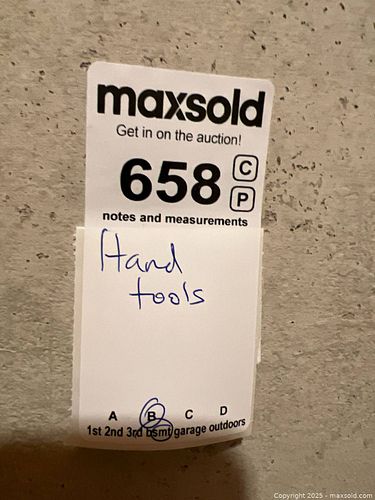 maxsold
Get in on the auction!
658 C
P
notes and measurements
Hand
tools
A B C D
1st 2nd 3rd bsmt garage outdoors
Copyright 2025 - maxsold.com